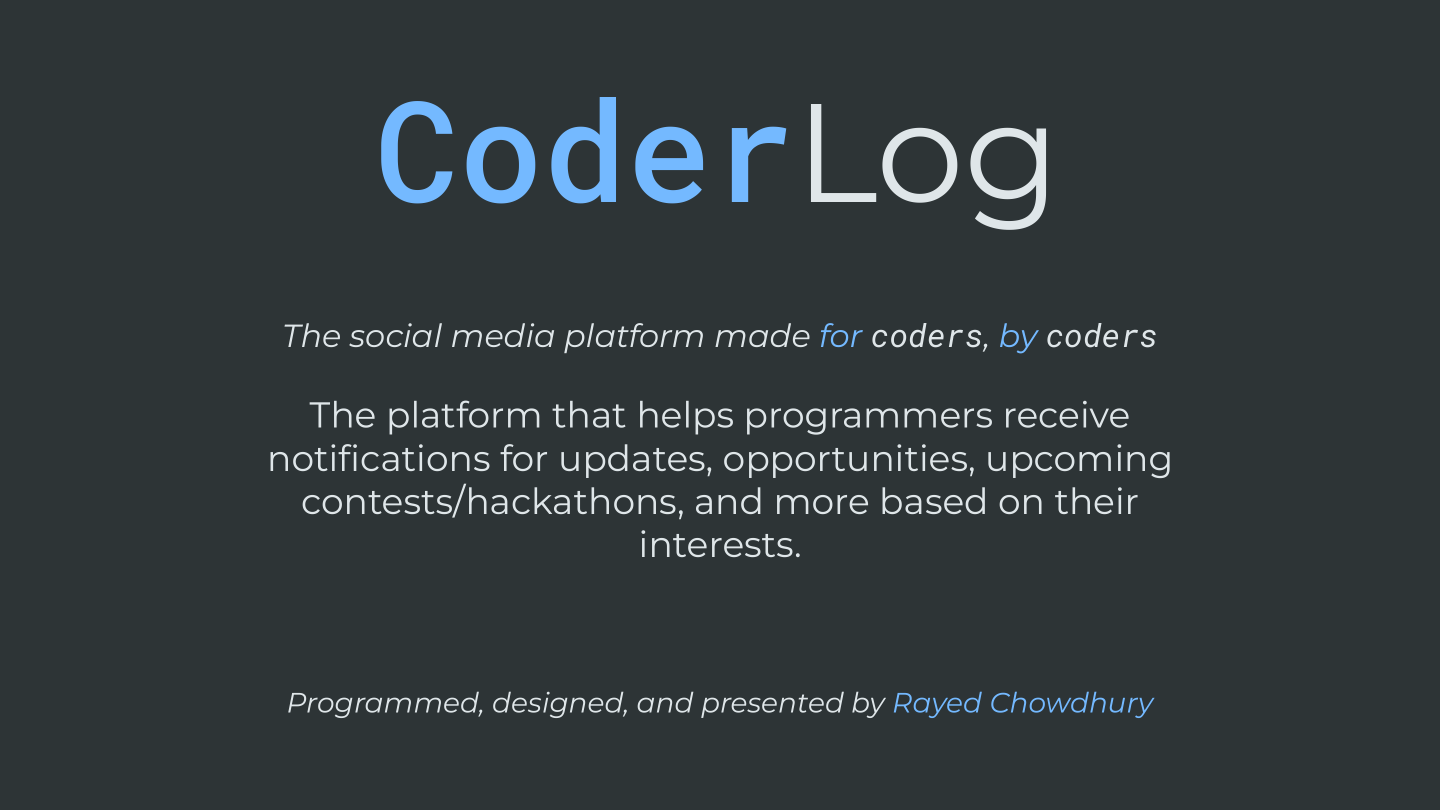 CoderLog
The social media platform made for coders, by coders
The platform that helps programmers receive
notifications for updates, opportunities, upcoming
contests/hackathons, and more based on their
interests.
Programmed, designed, and presented by Rayed Chowdhury